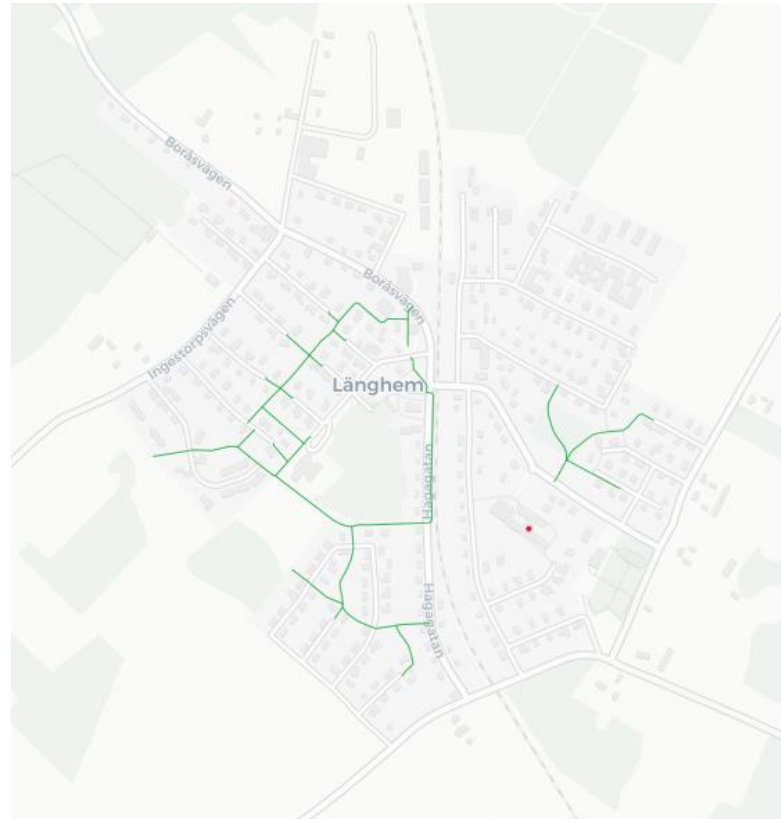 Boråsvägen
Boråsvägen
Ingestorpsvägen
Länghem
Hagagatan
Hagagatan